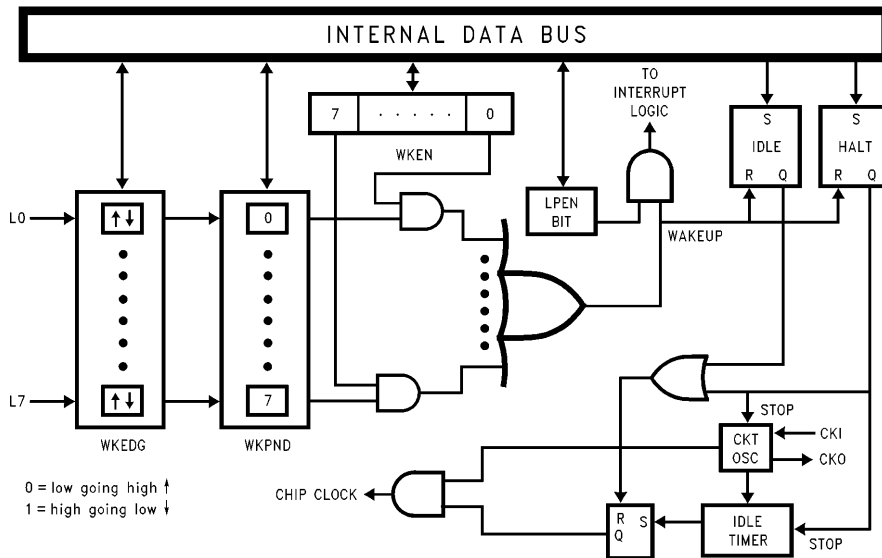 INTERNAL DATA BUS
TO
INTERRUPT
LOGIC
7 . . . . . 0
WKEN
S
IDLE
R Q
S
HALT
R Q
LPEN
BIT
WAKEUP
L0
↑↓
0
L7
↑↓
7
WKEDG
WKPND
STOP
CKT
OSC
CKI
CKO
0 = low going high ↑
1 = high going low ↓
CHIP CLOCK
R S
Q
IDLE
TIMER
STOP